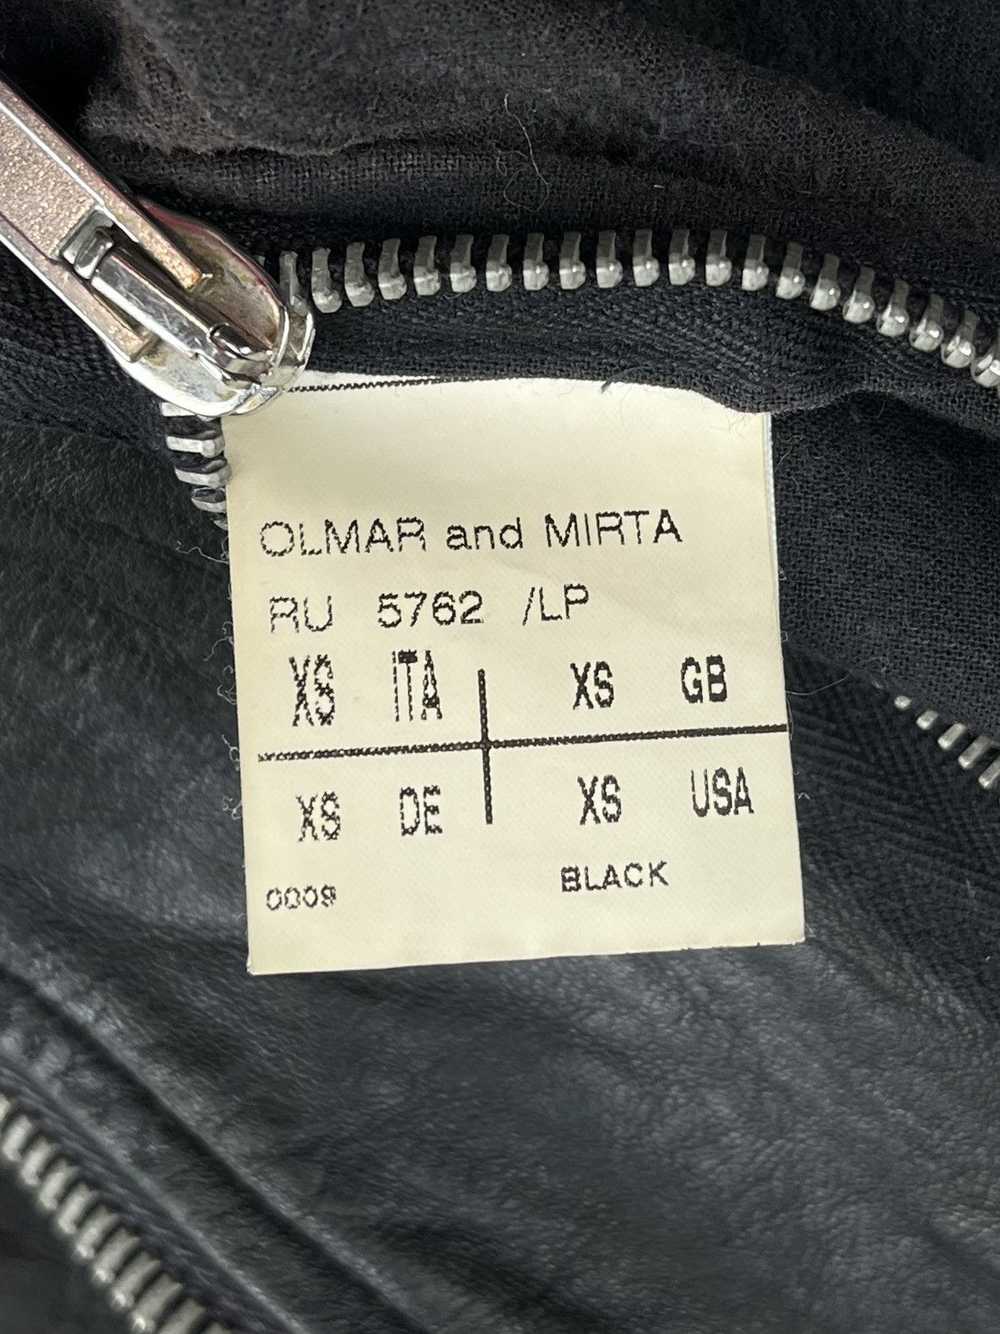 OLMAR and MIRTA
RU 5762 /LP
XS ITA XS GB
XS DE XS USA
0009 BLACK